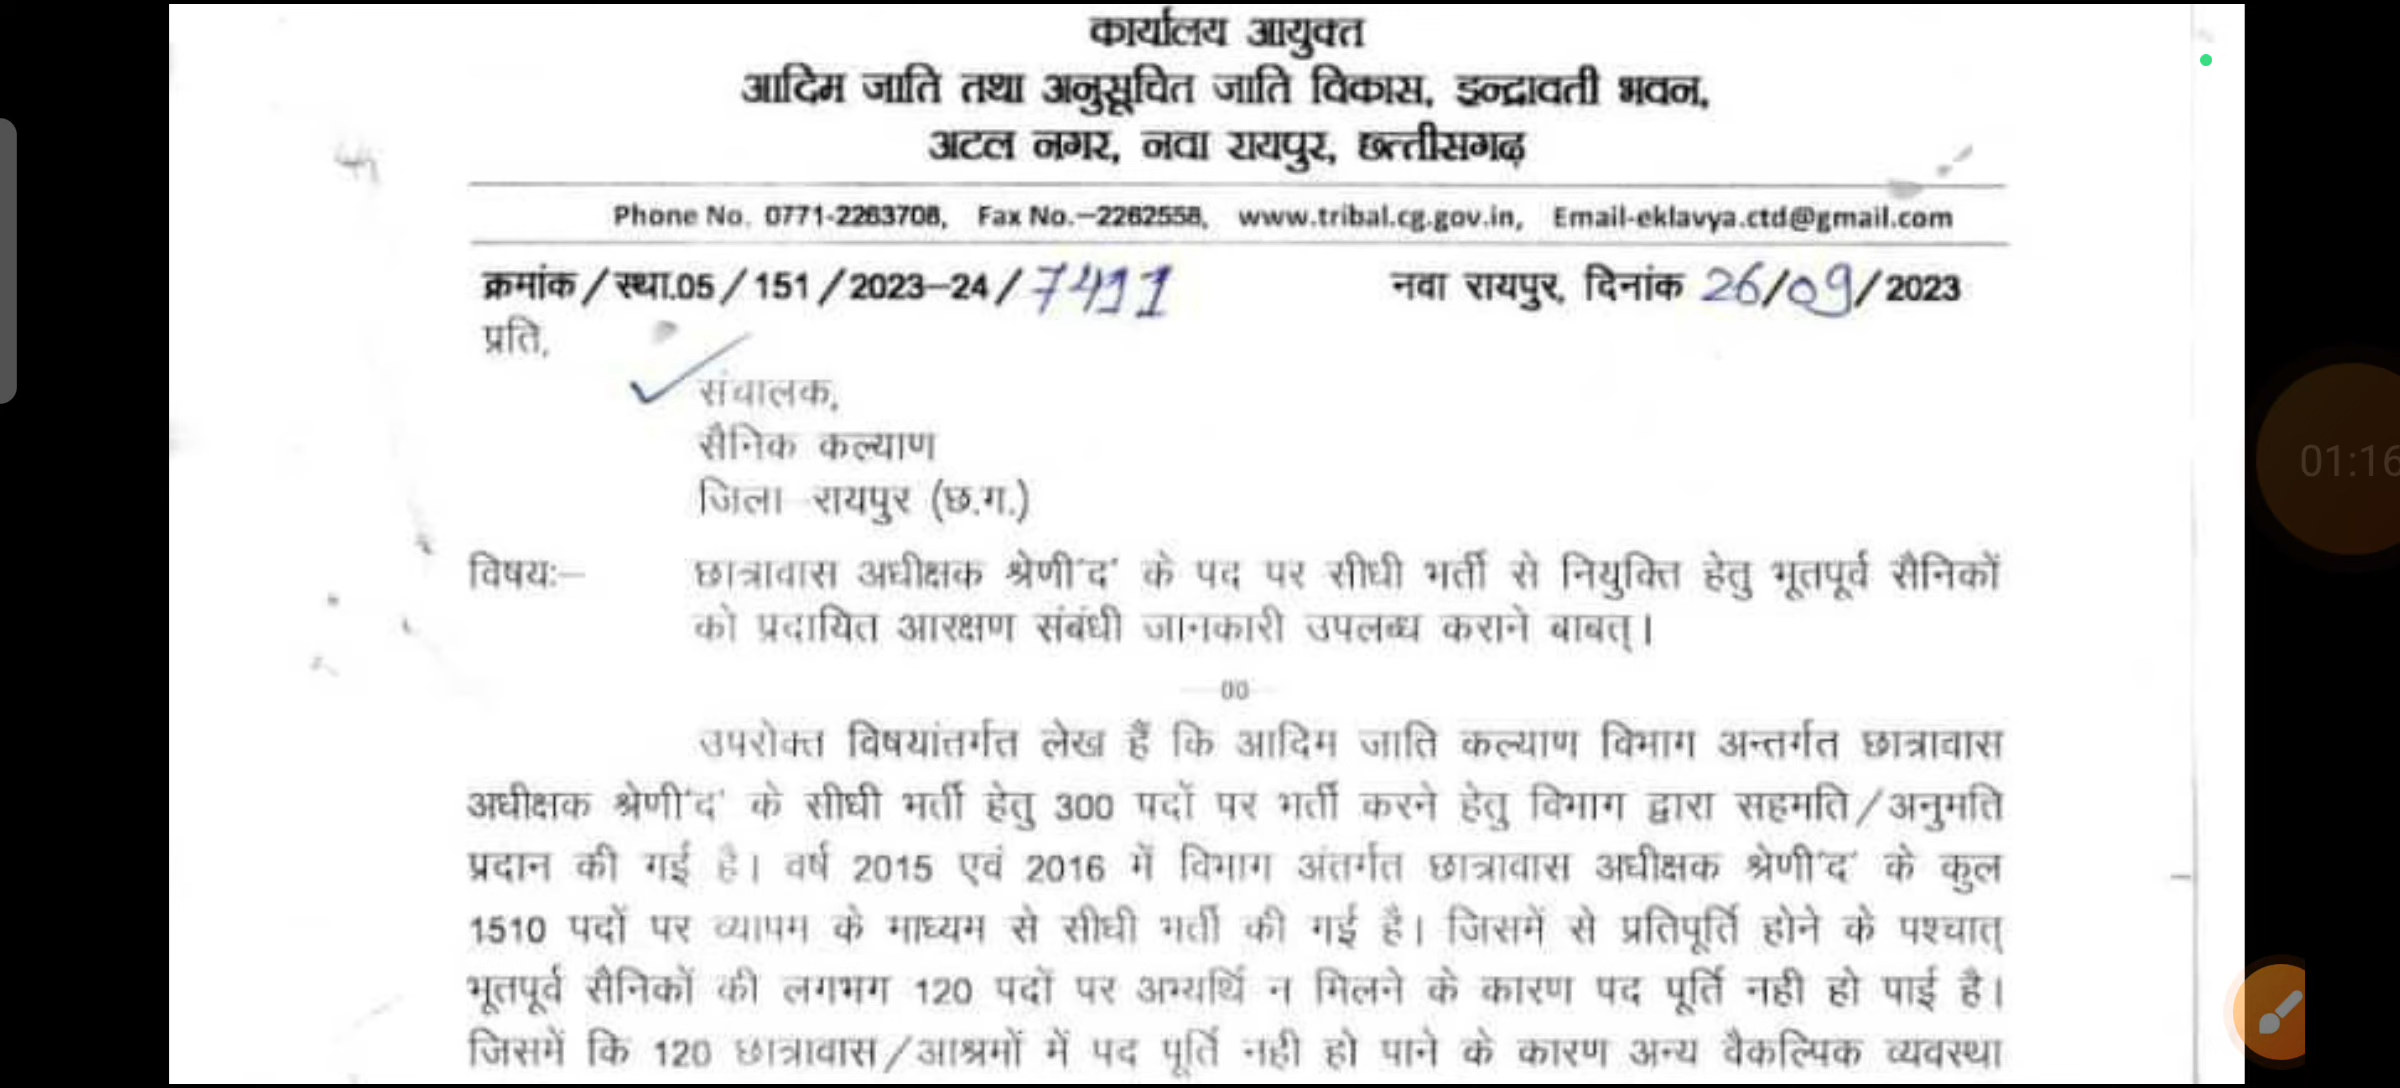 कार्यालय आयुक्त
आदिम जाति तथा अनुसूचित जाति विकास, इन्द्रावती भवन,
अटल नगर, नवा रायपुर, छत्तीसगढ़
Phone No. 0771-2263708, Fax No.–2262558, www.tribal.cg.gov.in, Email-eklavya.ctd@gmail.com
क्रमांक/स्था.05/151/2023–24/7411 नवा रायपुर, दिनांक 26/09/2023
प्रति,
संचालक,
सैनिक कल्याण
जिला रायपुर (छ.ग.)
विषयः– छात्रावास अधीक्षक श्रेणी'द' के पद पर सीधी भर्ती से नियुक्ति हेतु भूतपूर्व सैनिकों
को प्रदायित आरक्षण संबंधी जानकारी उपलब्ध कराने बाबत्।
00
उपरोक्त विषयांतर्गत लेख हैं कि आदिम जाति कल्याण विभाग अन्तर्गत छात्रावास
अधीक्षक श्रेणी'द' के सीधी भर्ती हेतु 300 पदों पर भर्ती करने हेतु विभाग द्वारा सहमति/अनुमति
प्रदान की गई है। वर्ष 2015 एवं 2016 में विभाग अंतर्गत छात्रावास अधीक्षक श्रेणी'द' के कुल
1510 पदों पर व्यापम के माध्यम से सीधी भर्ती की गई है। जिसमें से प्रतिपूर्ति होने के पश्चात्
भूतपूर्व सैनिकों की लगभग 120 पदों पर अभ्यर्थि न मिलने के कारण पद पूर्ति नही हो पाई है।
जिसमें कि 120 छात्रावास/आश्रमों में पद पूर्ति नही हो पाने के कारण अन्य वैकल्पिक व्यवस्था
01:16